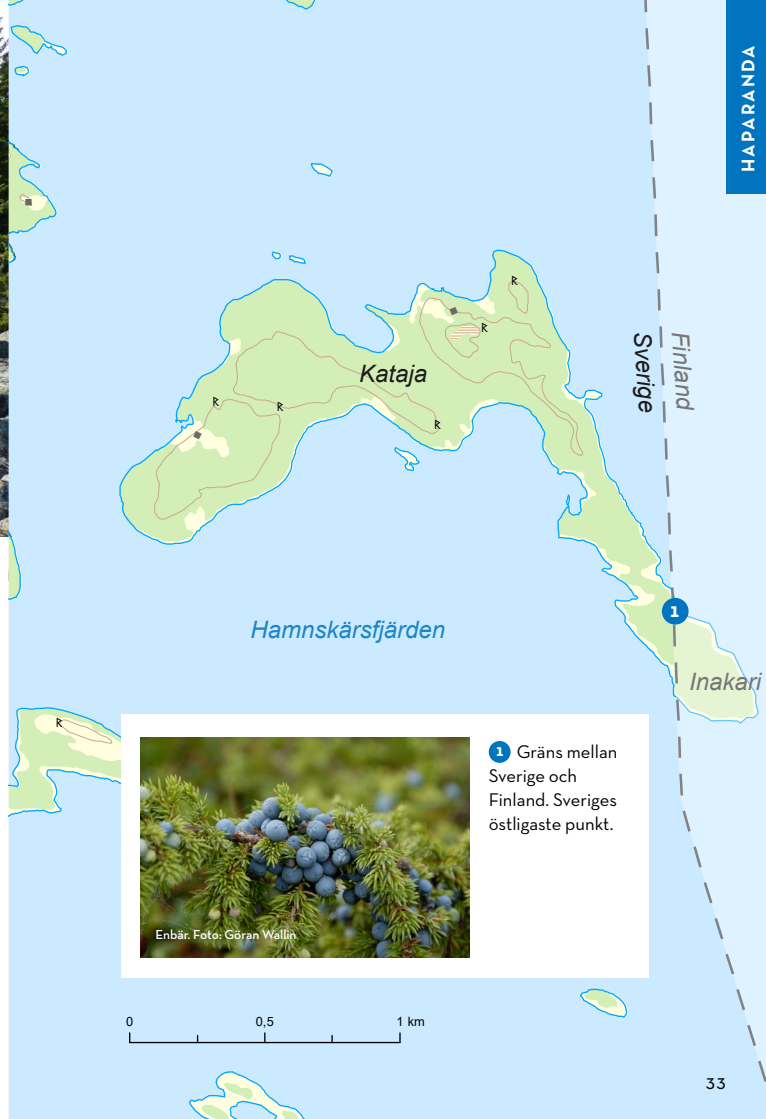 HAPARANDA
Finland
Sverige
R
R
Kataja
R
R
R
1
Hamnskärsfjärden
Inakari
R
1 Gräns mellan
Sverige och
Finland. Sveriges
östligaste punkt.
Enbär. Foto: Göran Wallin
0 0,5 1 km
33